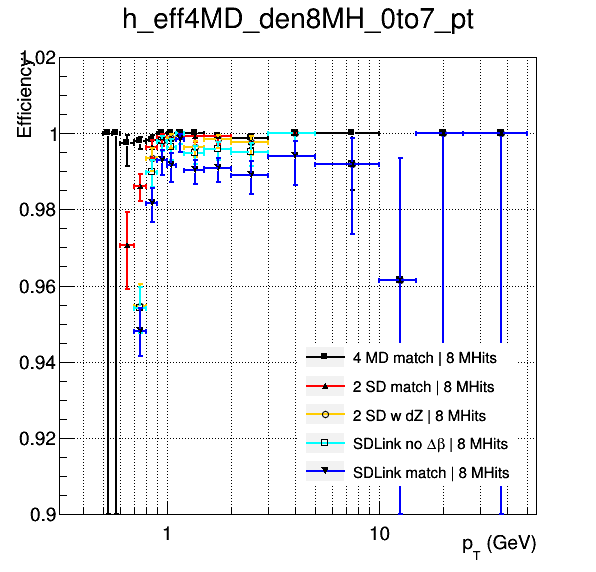 h_eff4MD_den8MH_0to7_pt
Efficiency
1.02
1
0.98
0.96
0.94
0.92
0.9
4 MD match | 8 MHits
2 SD match | 8 MHits
2 SD w dZ | 8 MHits
SDLink no Δβ | 8 MHits
SDLink match | 8 MHits
1
10
p_T (GeV)